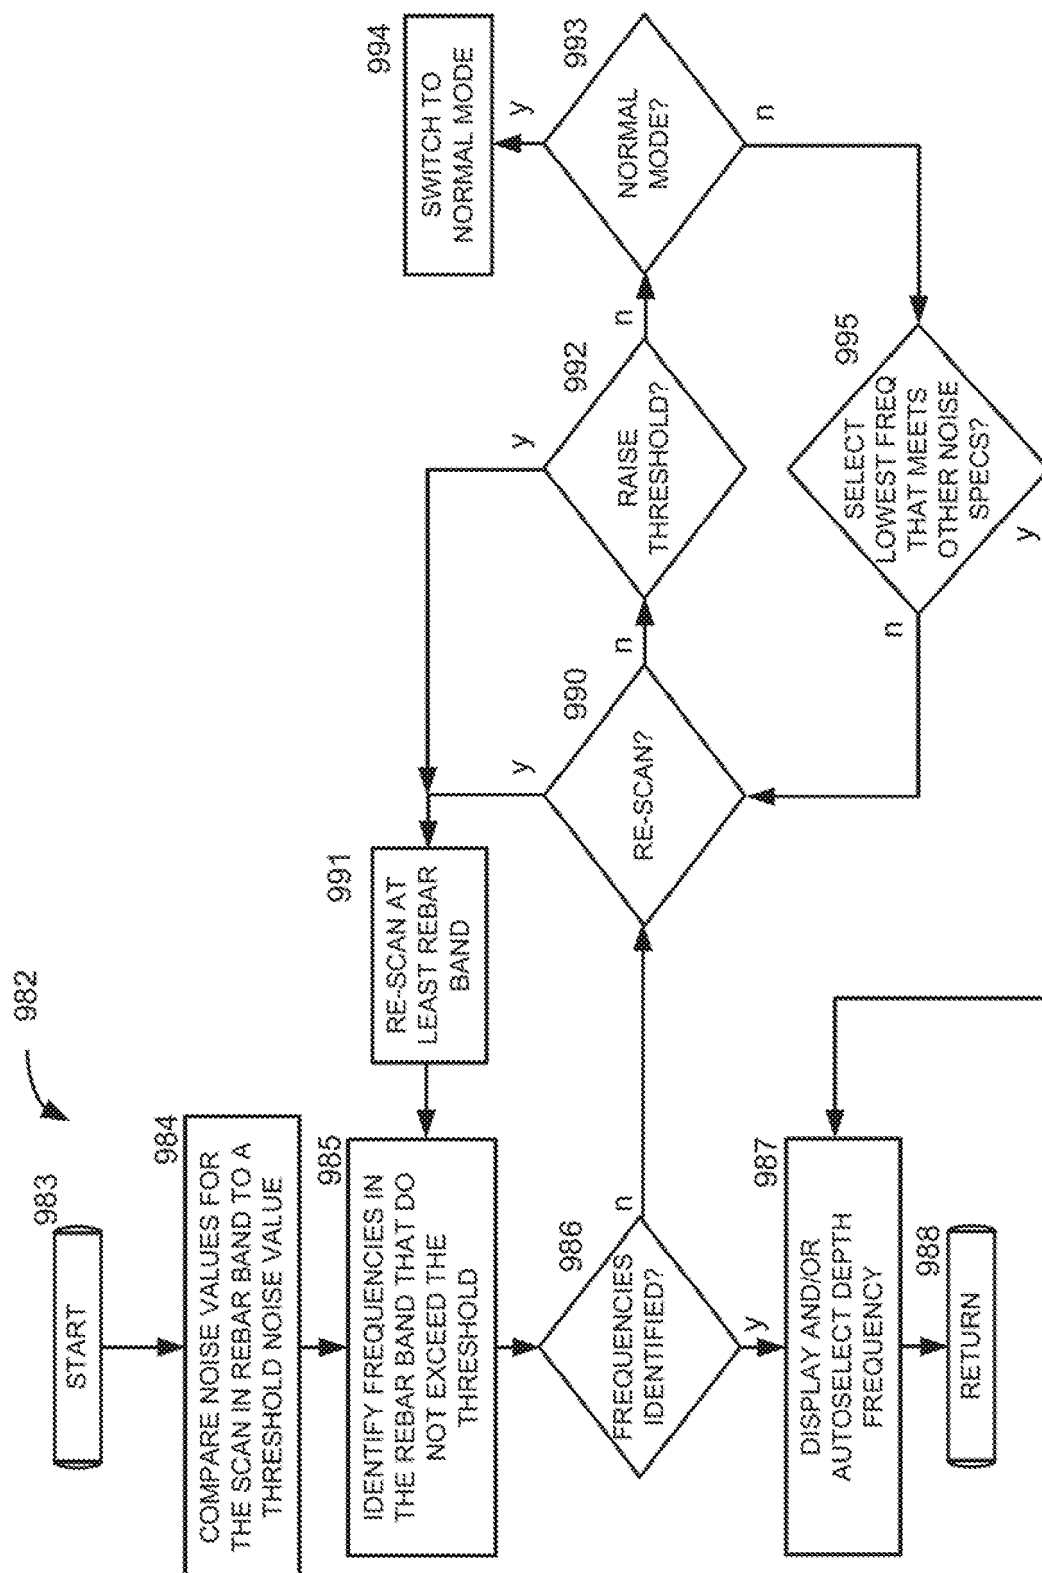 982
983
START
984
COMPARE NOISE VALUES FOR
THE SCAN IN REBAR BAND TO A
THRESHOLD NOISE VALUE
985
IDENTIFY FREQUENCIES IN
THE REBAR BAND THAT DO
NOT EXCEED THE
THRESHOLD
986
FREQUENCIES
IDENTIFIED?
n
y
987
DISPLAY AND/OR
AUTOSELECT DEPTH
FREQUENCY
988
RETURN
991
RE-SCAN AT
LEAST REBAR
BAND
990
RE-SCAN?
y
n
992
RAISE
THRESHOLD?
y
n
993
NORMAL
MODE?
y
n
994
SWITCH TO
NORMAL MODE
995
SELECT
LOWEST FREQ
THAT MEETS
OTHER NOISE
SPECS?
n
y